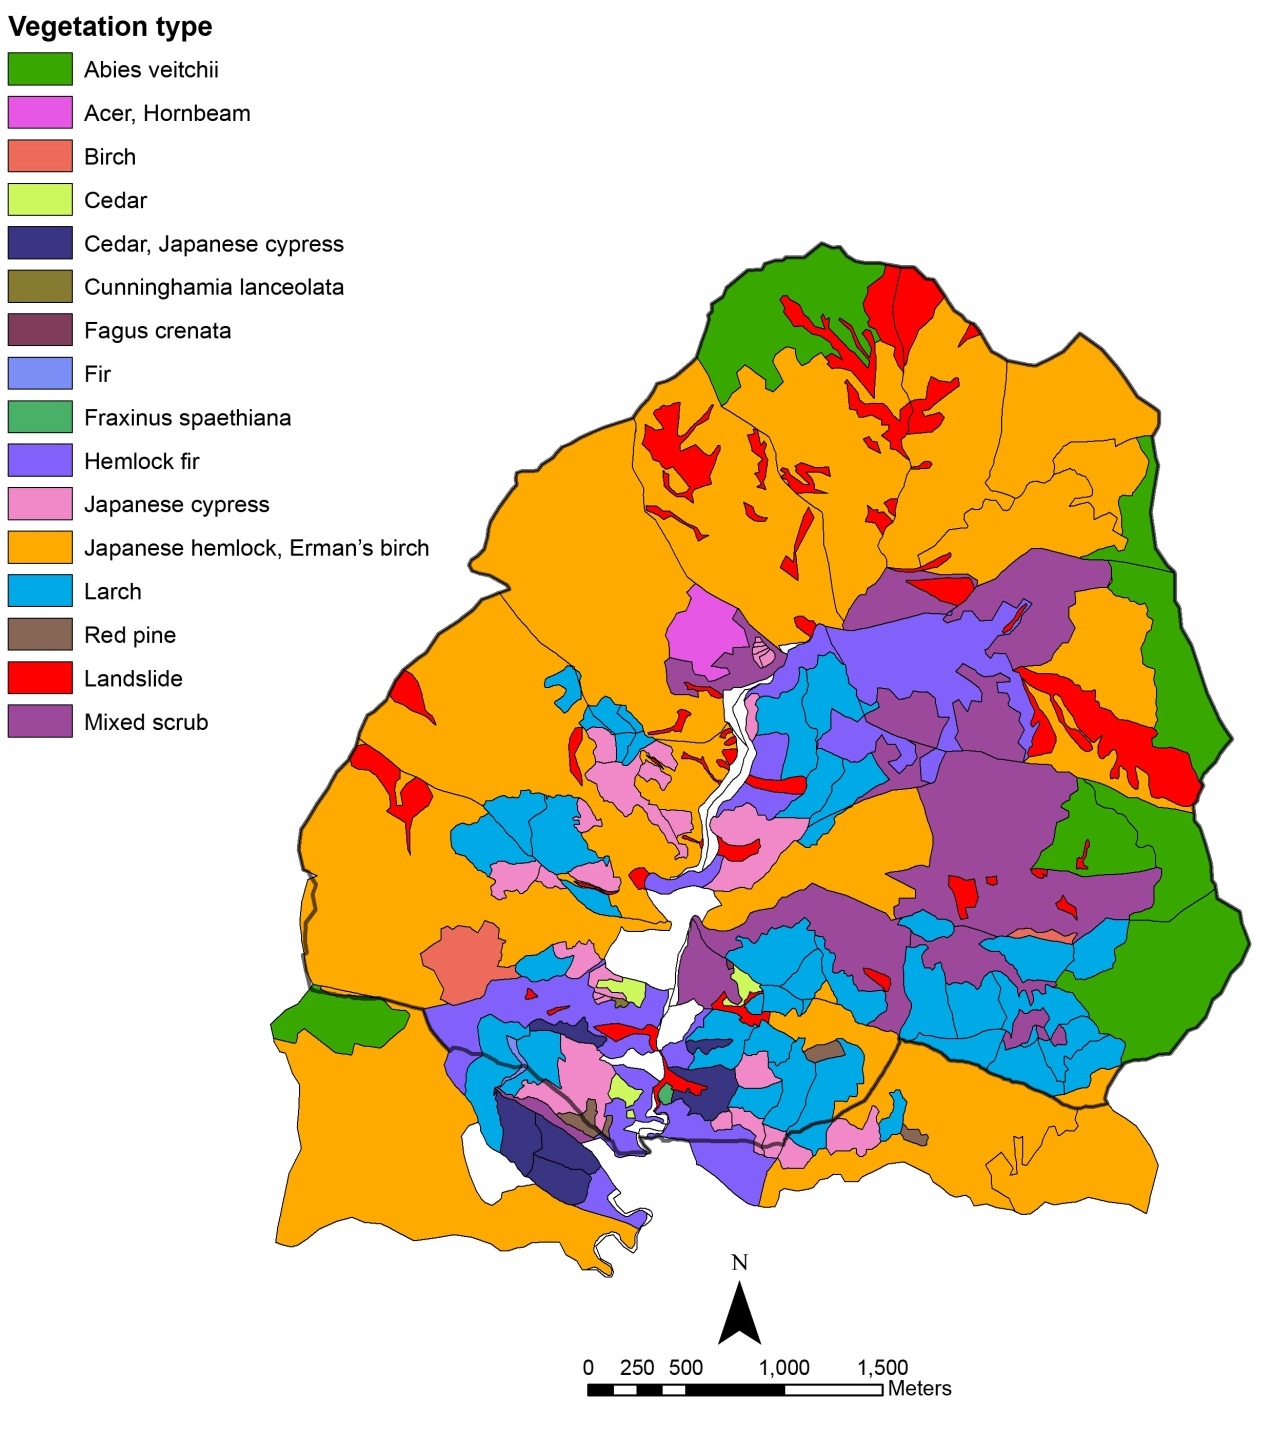 Vegetation type
Abies veitchii
Acer, Hornbeam
Birch
Cedar
Cedar, Japanese cypress
Cunninghamia lanceolata
Fagus crenata
Fir
Fraxinus spaethiana
Hemlock fir
Japanese cypress
Japanese hemlock, Erman’s birch
Larch
Red pine
Landslide
Mixed scrub
N
0 250 500 1,000 1,500
Meters